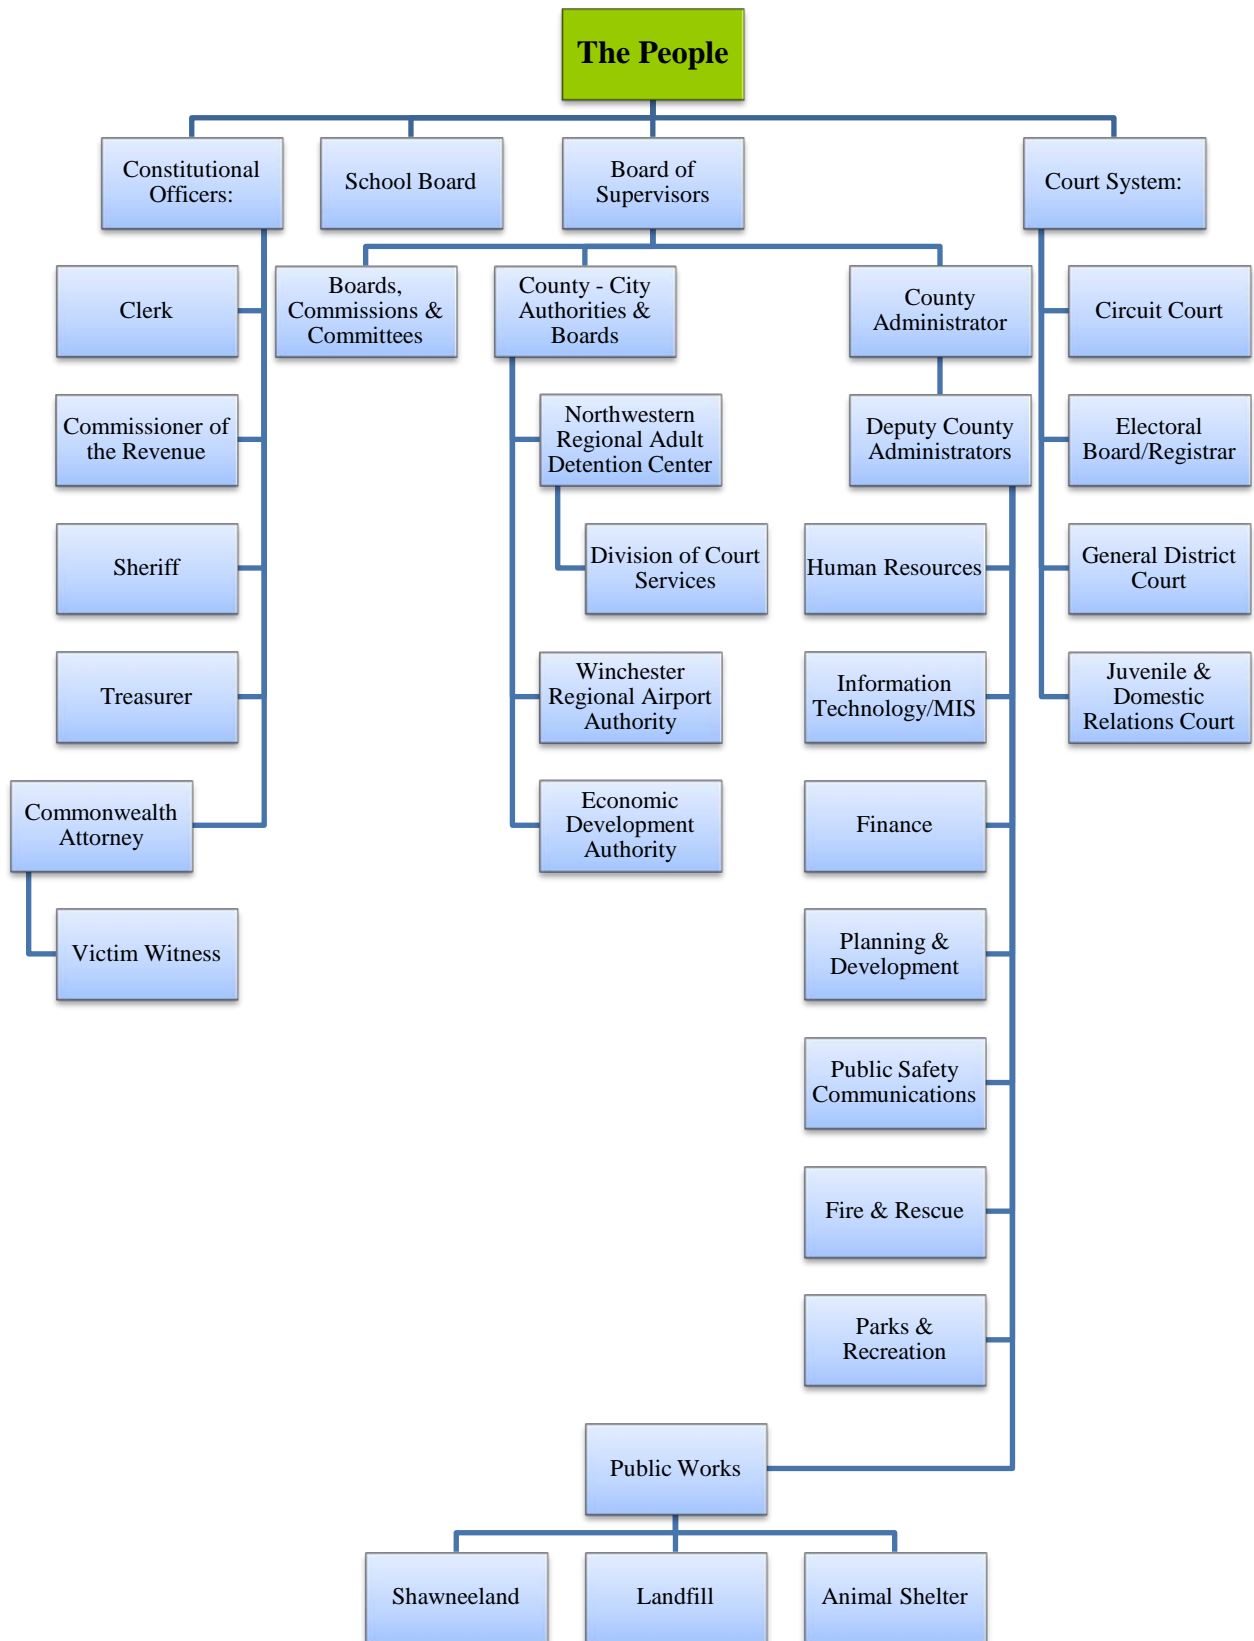 The People
Constitutional
Officers:
School Board
Board of
Supervisors
Court System:
Clerk
Boards,
Commissions &
Committees
County - City
Authorities &
Boards
County
Administrator
Circuit Court
Commissioner of
the Revenue
Northwestern
Regional Adult
Detention Center
Deputy County
Administrators
Electoral
Board/Registrar
Sheriff
Division of Court
Services
Human Resources
General District
Court
Treasurer
Winchester
Regional Airport
Authority
Information
Technology/MIS
Juvenile &
Domestic
Relations Court
Commonwealth
Attorney
Economic
Development
Authority
Finance
Victim Witness
Planning &
Development
Public Safety
Communications
Fire & Rescue
Parks &
Recreation
Public Works
Shawneeland
Landfill
Animal Shelter